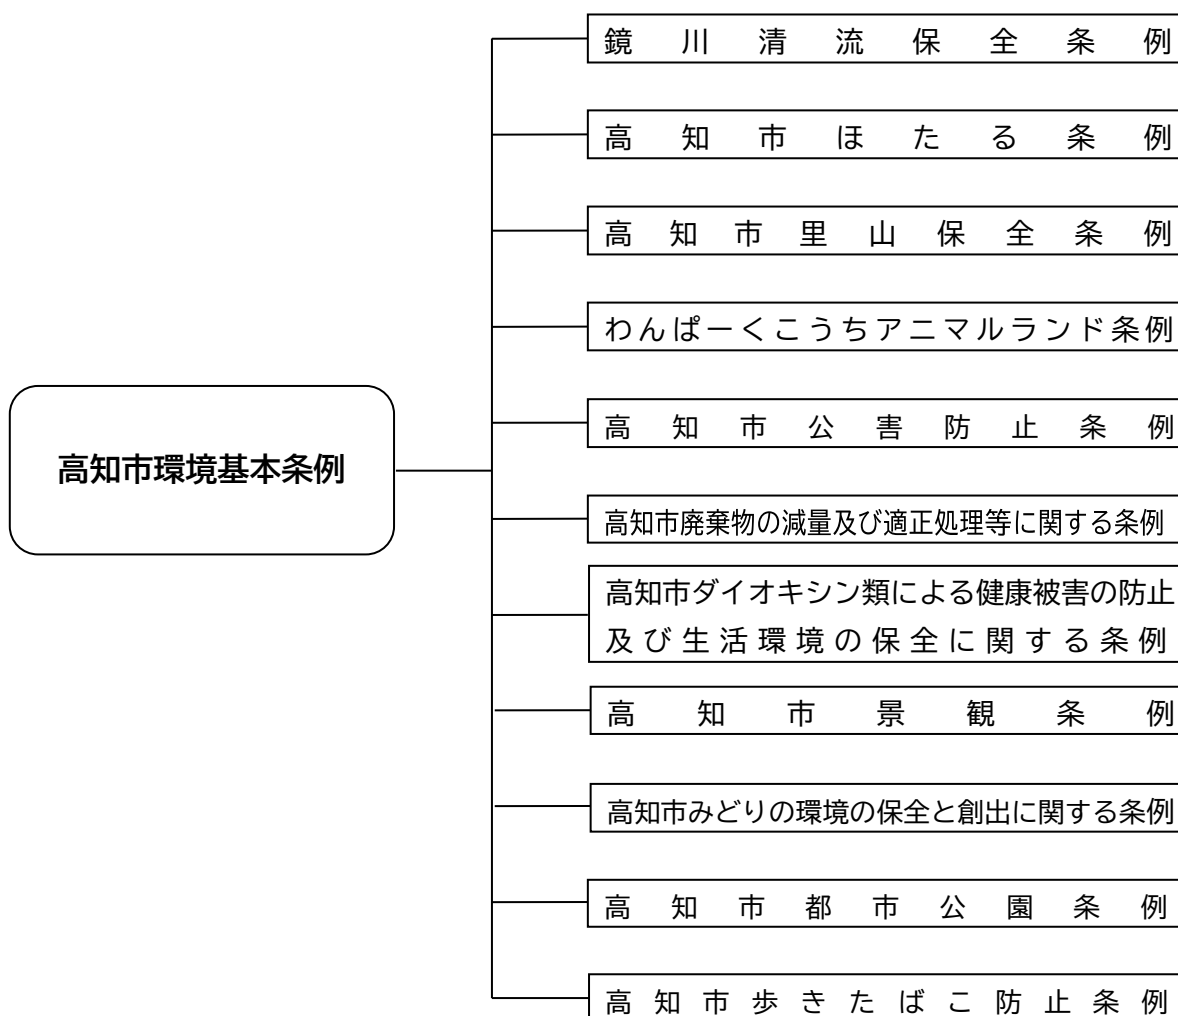 鏡川清流保全条例
高知市ほたる条例
高知市里山保全条例
わんぱーくこうちアニマルランド条例
高知市公害防止条例
高知市環境基本条例
高知市廃棄物の減量及び適正処理等に関する条例
高知市ダイオキシン類による健康被害の防止
及び生活環境の保全に関する条例
高知市景観条例
高知市みどりの環境の保全と創出に関する条例
高知市都市公園条例
高知市歩きたばこ防止条例